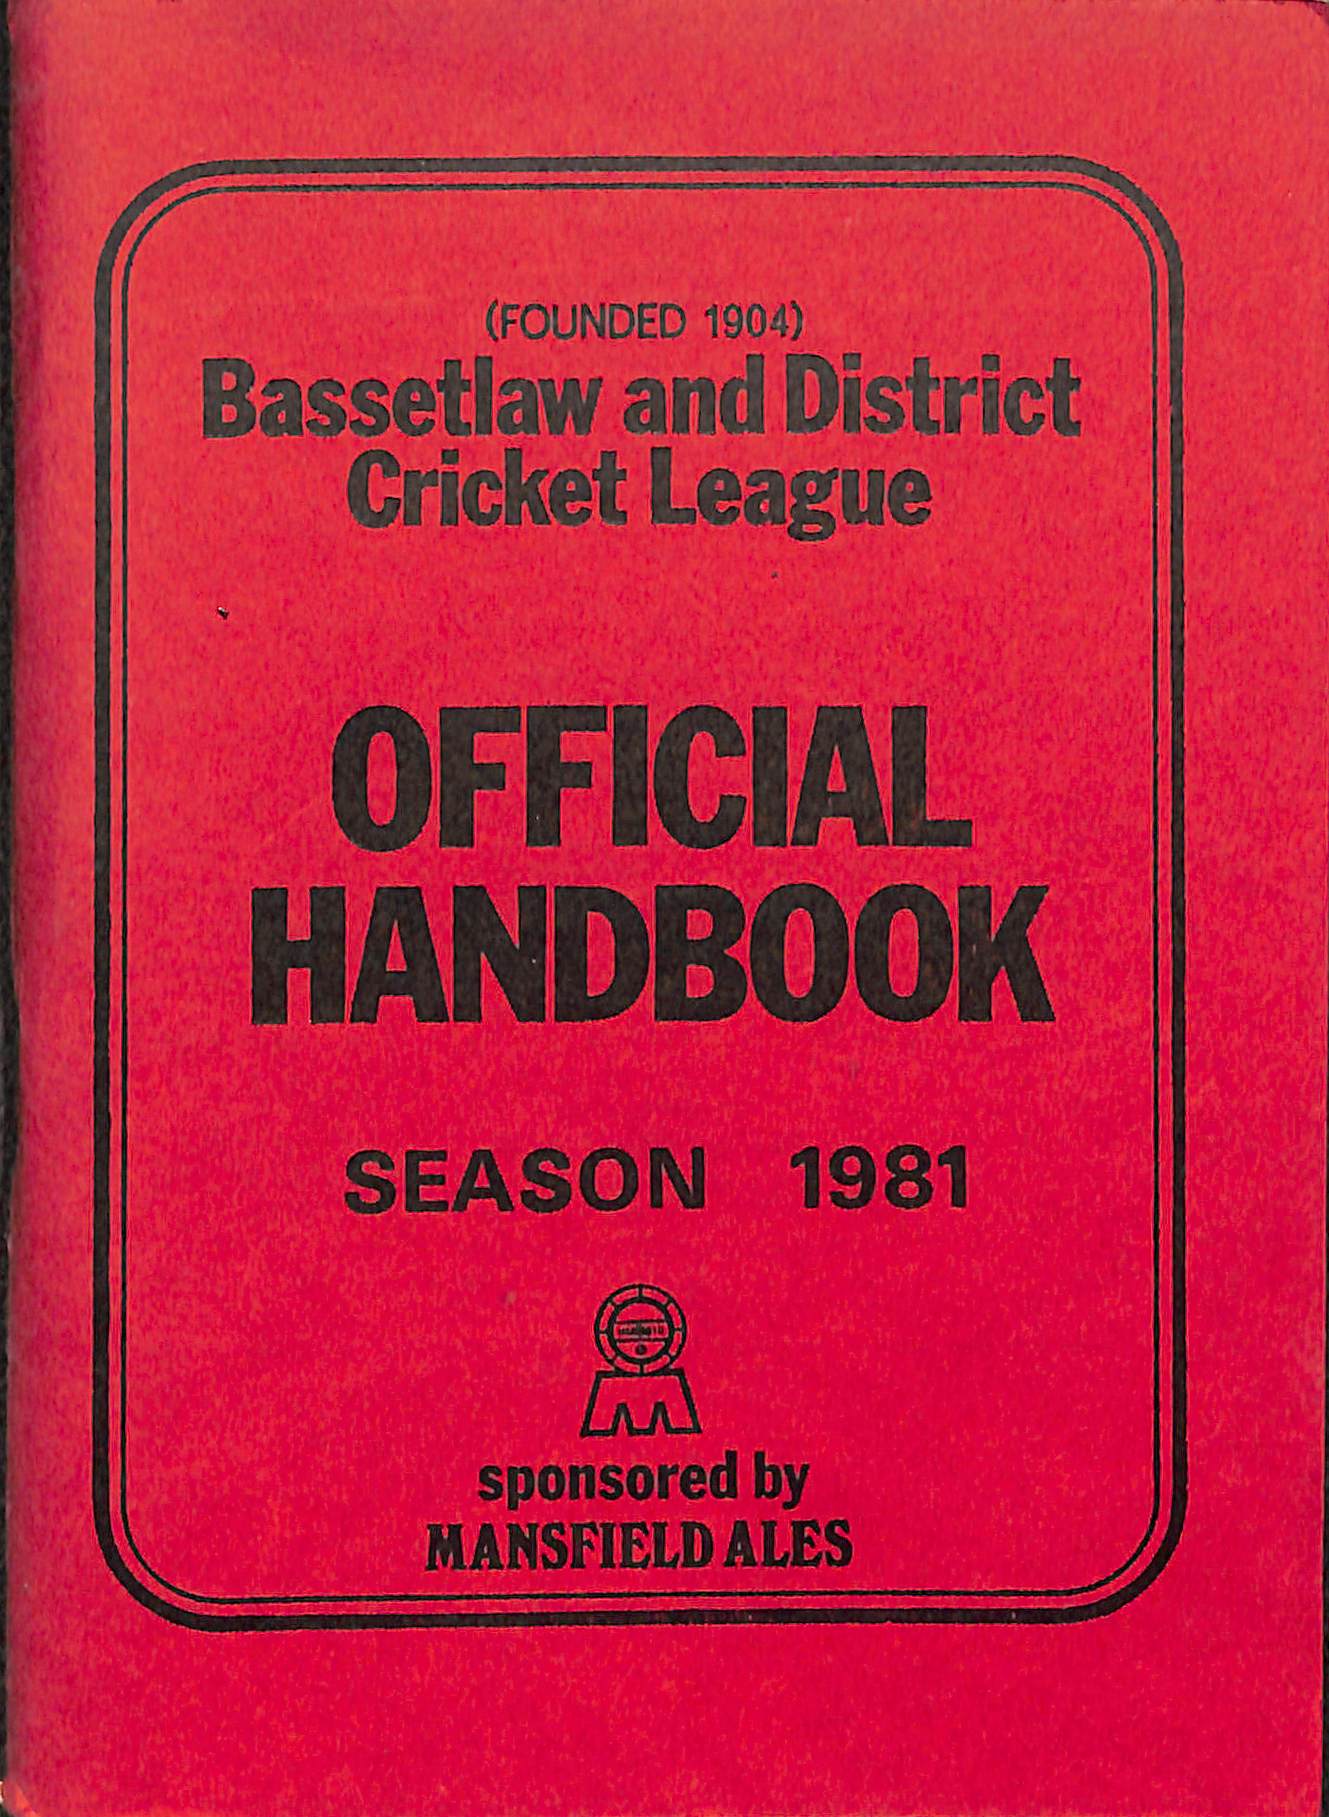 (FOUNDED 1904)
Bassetlaw and District
Cricket League
OFFICIAL
HANDBOOK
SEASON 1981
sponsored by
MANSFIELD ALES